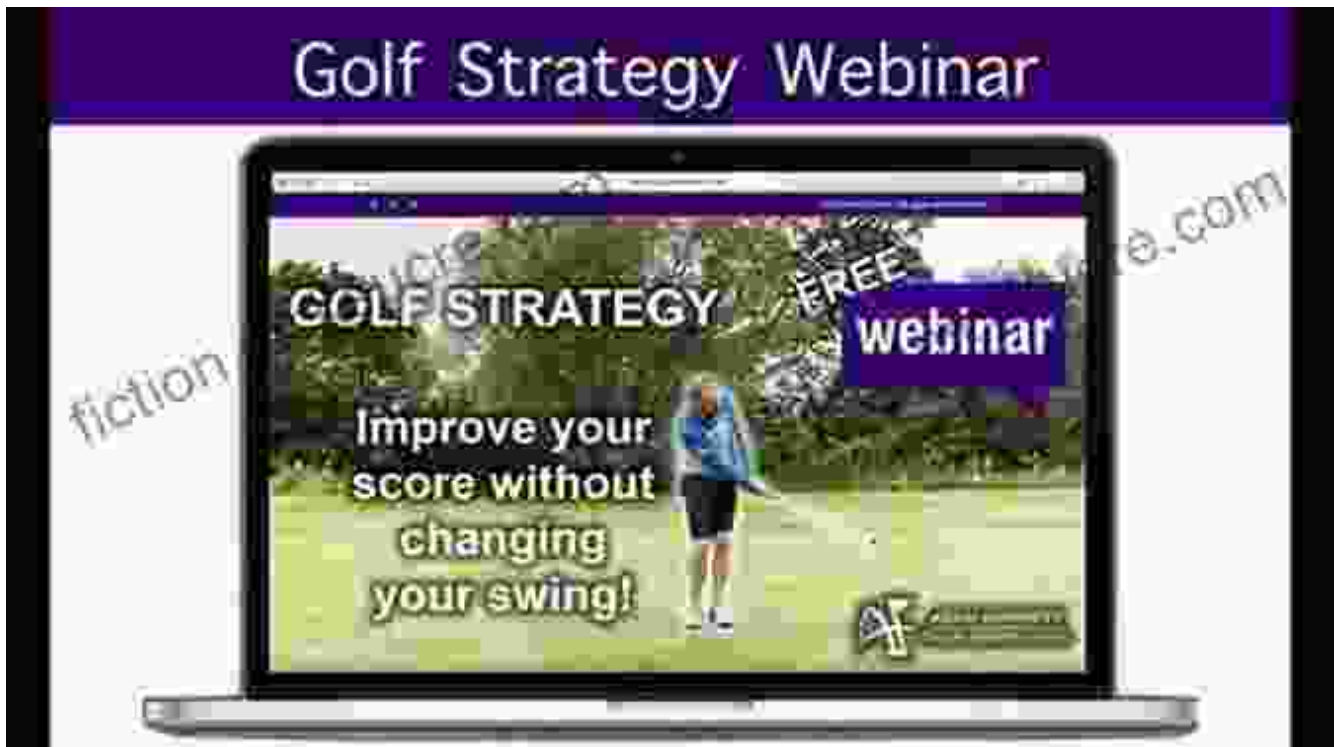 Golf Strategy Webinar
GOLF STRATEGY
FREE
webinar
Improve your
score without
changing
your swing!
fiction
.com